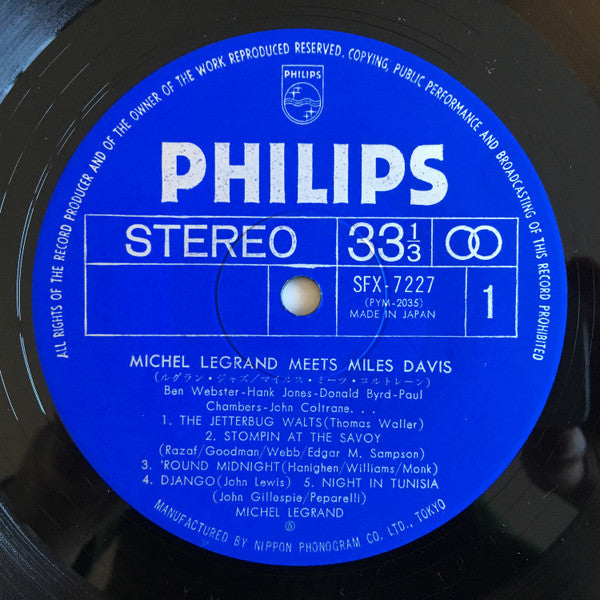 ALL RIGHTS OF THE RECORD PRODUCER AND OF THE OWNER OF THE WORK REPRODUCED RESERVED. COPYING, PUBLIC PERFORMANCE AND BROADCASTING OF THIS RECORD PROHIBITED
PHILIPS
PHILIPS
STEREO 33⅓
SFX-7227
(PYM-2035)
MADE IN JAPAN
1
MICHEL LEGRAND MEETS MILES DAVIS
(ルグラン・ジャズ/マイルス・ミーツ・コルトレーン)
Ben Webster-Hank Jones-Donald Byrd-Paul
Chambers-John Coltrane. . .
1. THE JETTERBUG WALTS(Thomas Waller)
2. STOMPIN AT THE SAVOY
(Razaf/Goodman/Webb/Edgar M. Sampson)
3. 'ROUND MIDNIGHT(Hanighen/Williams/Monk)
4. DJANGO(John Lewis) 5. NIGHT IN TUNISIA
(John Gillespie/Peparelli)
MICHEL LEGRAND
Ⓡ
MANUFACTURED BY NIPPON PHONOGRAM CO. LTD., TOKYO